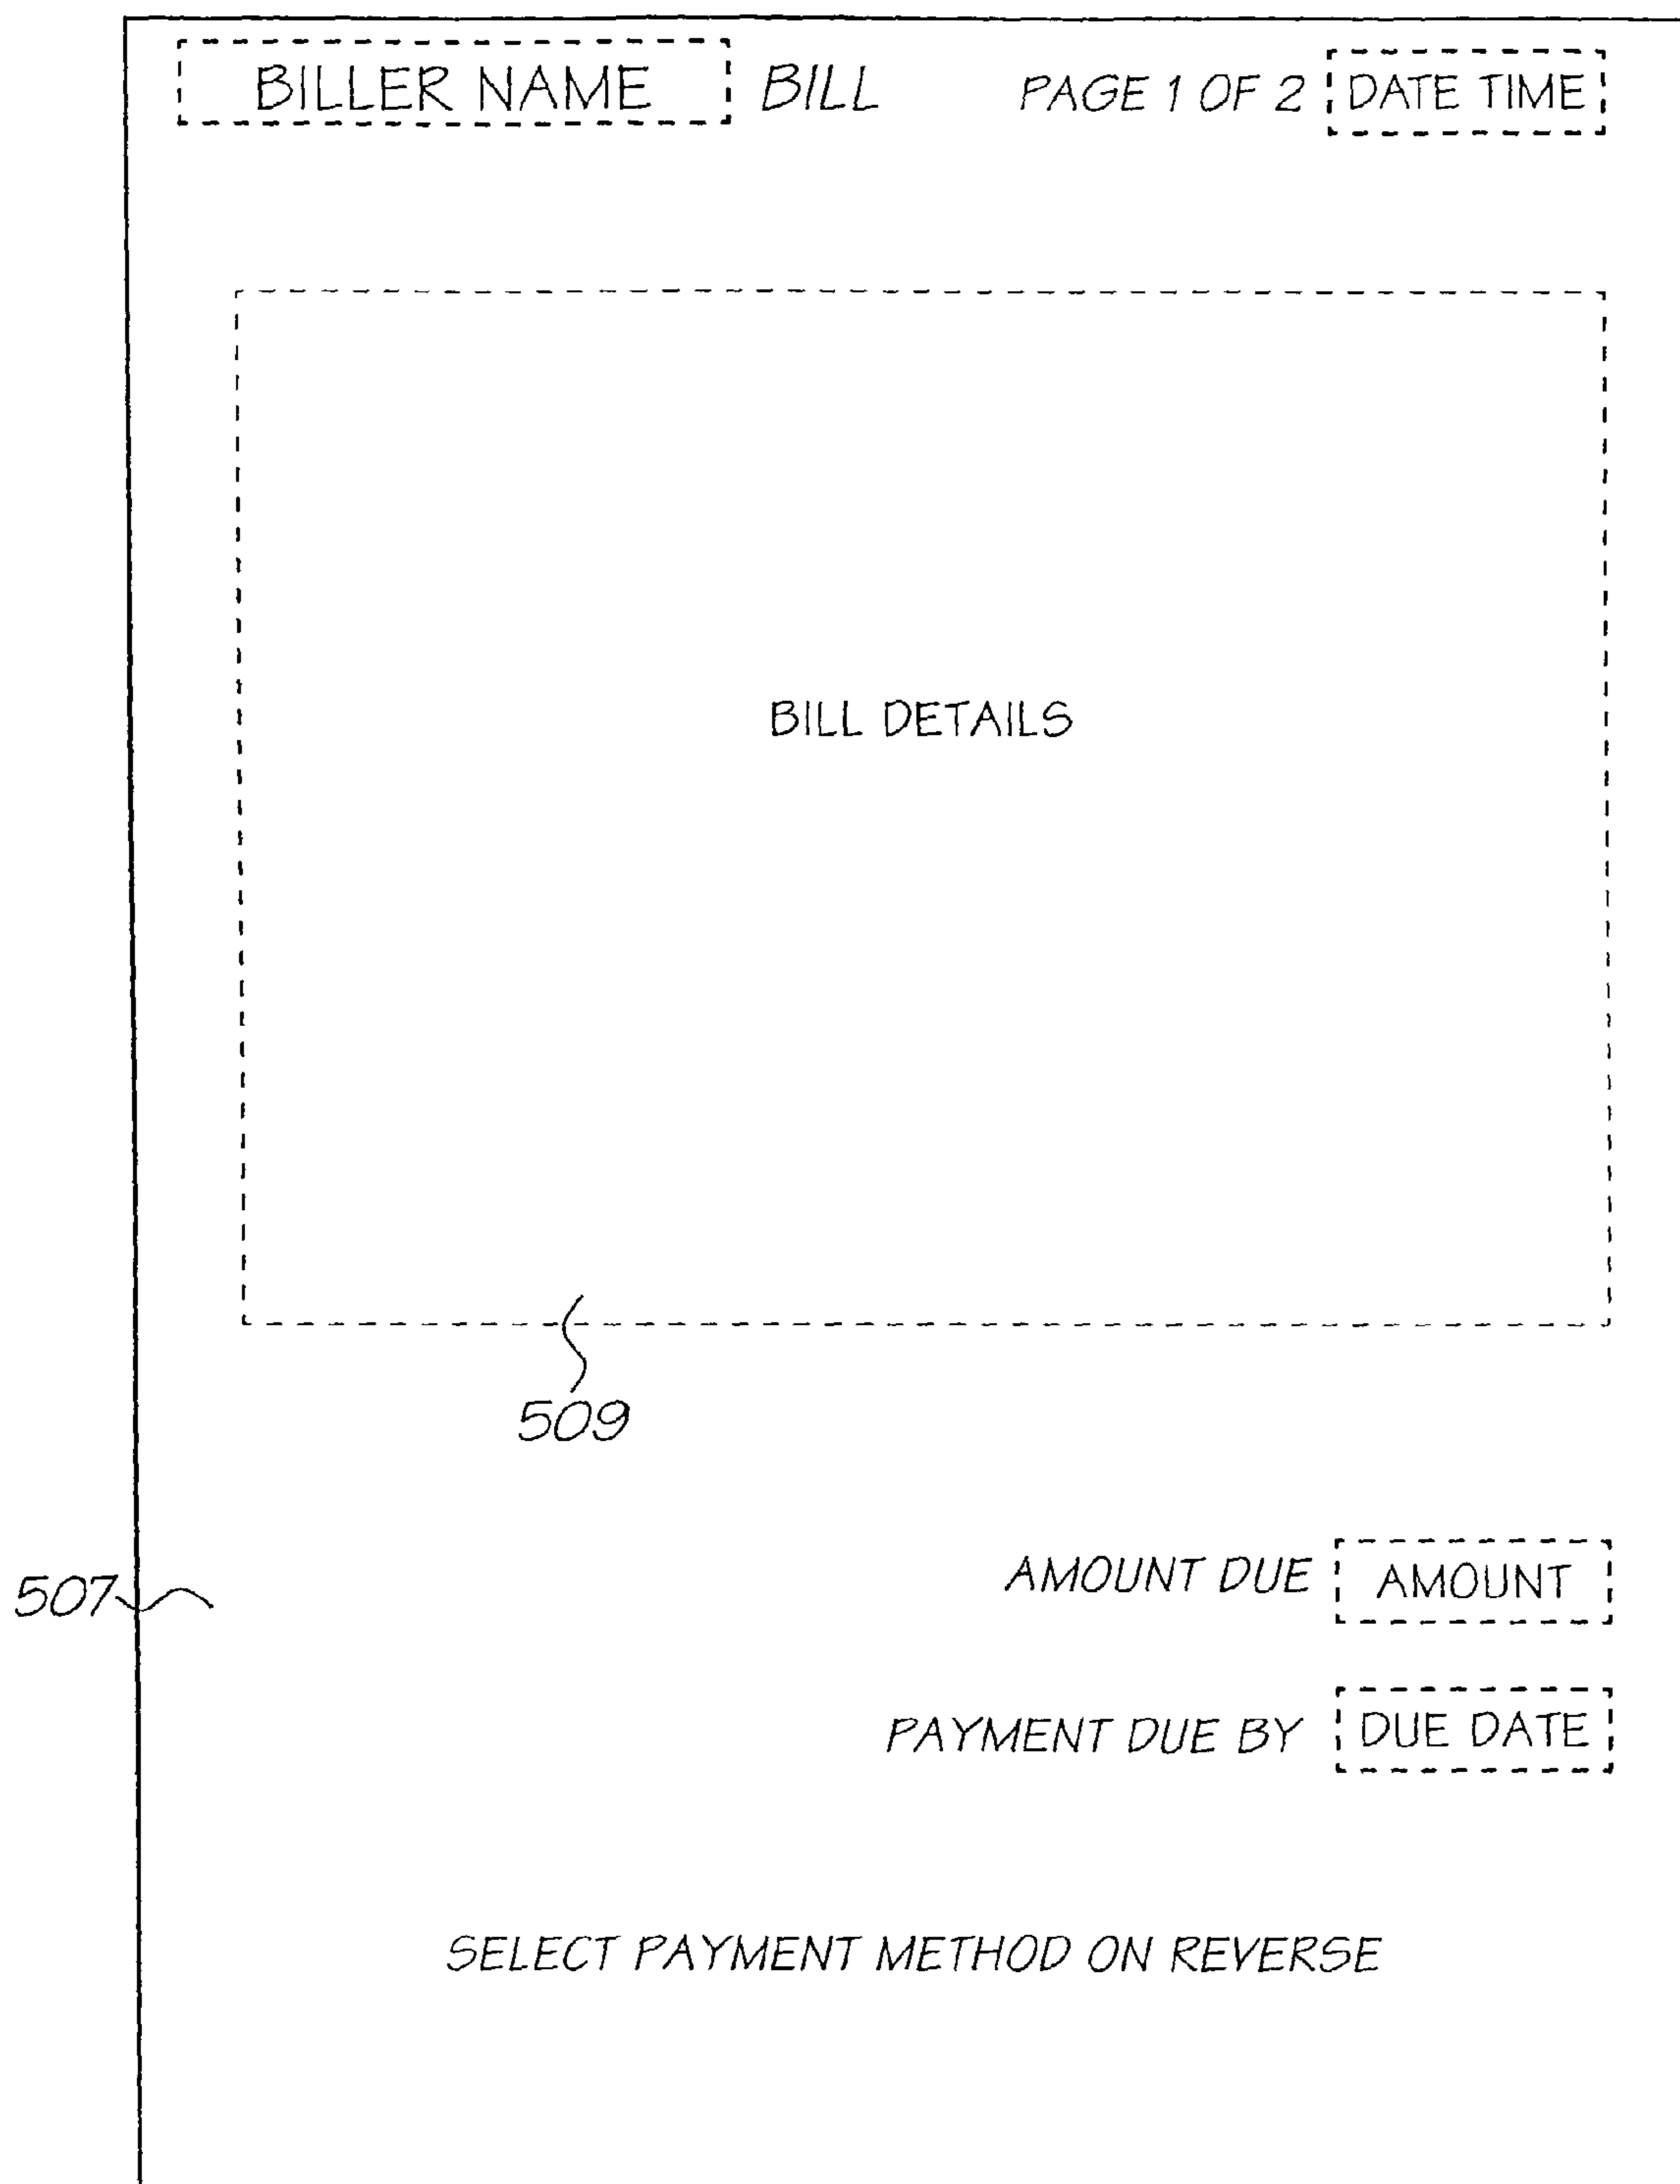 BILLER NAME BILL PAGE 1 OF 2 DATE TIME
BILL DETAILS
509
AMOUNT DUE AMOUNT
507
PAYMENT DUE BY DUE DATE
SELECT PAYMENT METHOD ON REVERSE